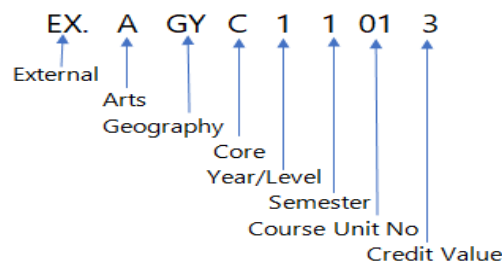 EX. A GY C 1 1 01 3
External
Arts
Geography
Core
Year/Level
Semester
Course Unit No
Credit Value